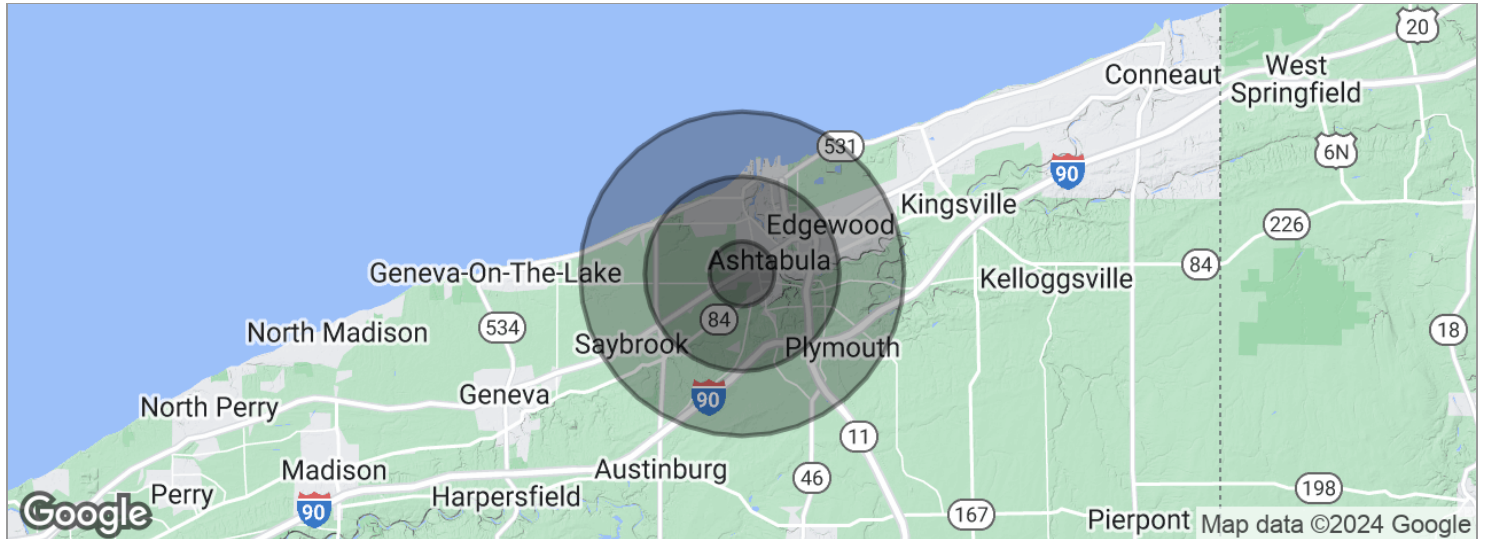 20
Conneaut
West
Springfield
531
6N
90
Kingsville
Edgewood
226
Ashtabula
84
Geneva-On-The-Lake
Kelloggsville
84
534
North Madison
18
Saybrook
Plymouth
Geneva
90
North Perry
11
Madison
Austinburg
46
Perry
Harpersfield
198
90
167
Google
Pierpont
Map data ©2024 Google